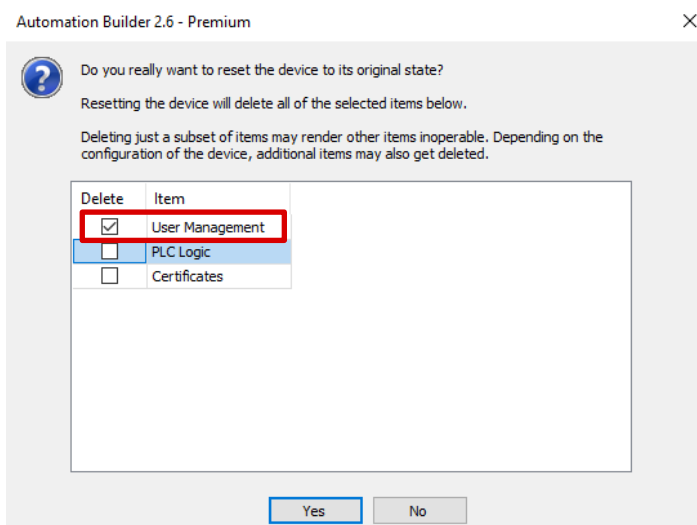 Automation Builder 2.6 - Premium
Do you really want to reset the device to its original state?
Resetting the device will delete all of the selected items below.
Deleting just a subset of items may render other items inoperable. Depending on the
configuration of the device, additional items may also get deleted.
Delete Item
User Management
PLC Logic
Certificates
Yes No